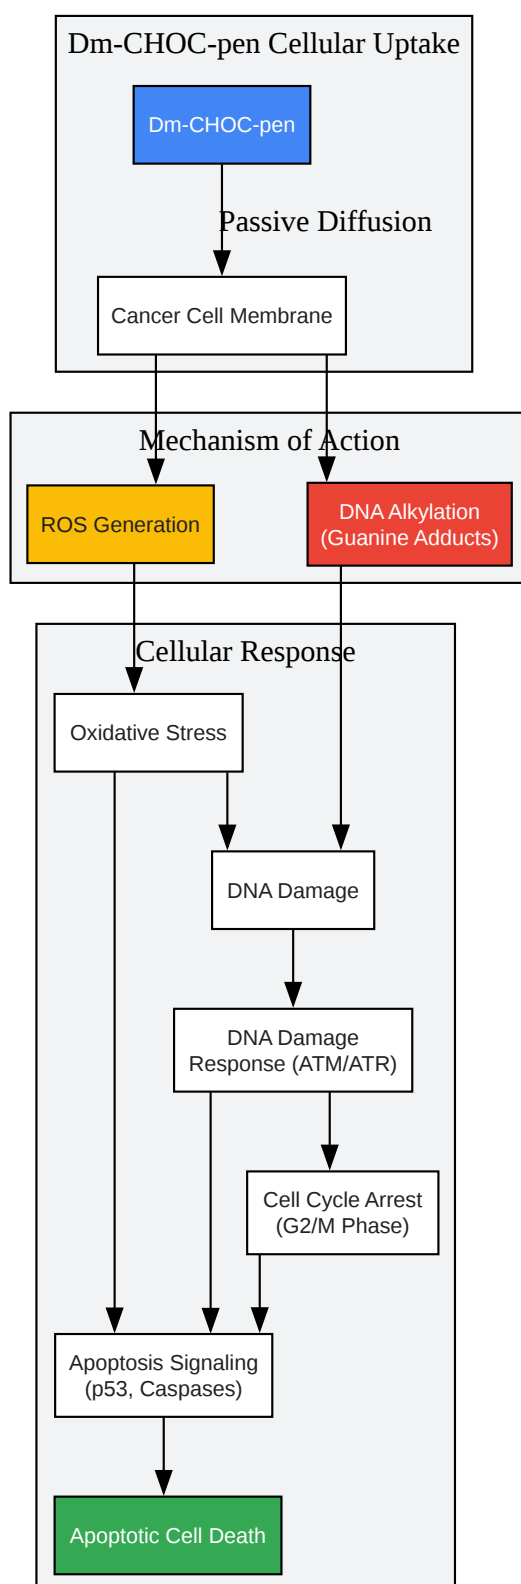 Dm-CHOC-pen Cellular Uptake
Dm-CHOC-pen
Passive Diffusion
Cancer Cell Membrane
Mechanism of Action
ROS Generation
DNA Alkylation
(Guanine Adducts)
Cellular Response
Oxidative Stress
DNA Damage
DNA Damage
Response (ATM/ATR)
Cell Cycle Arrest
(G2/M Phase)
Apoptosis Signaling
(p53, Caspases)
Apoptotic Cell Death